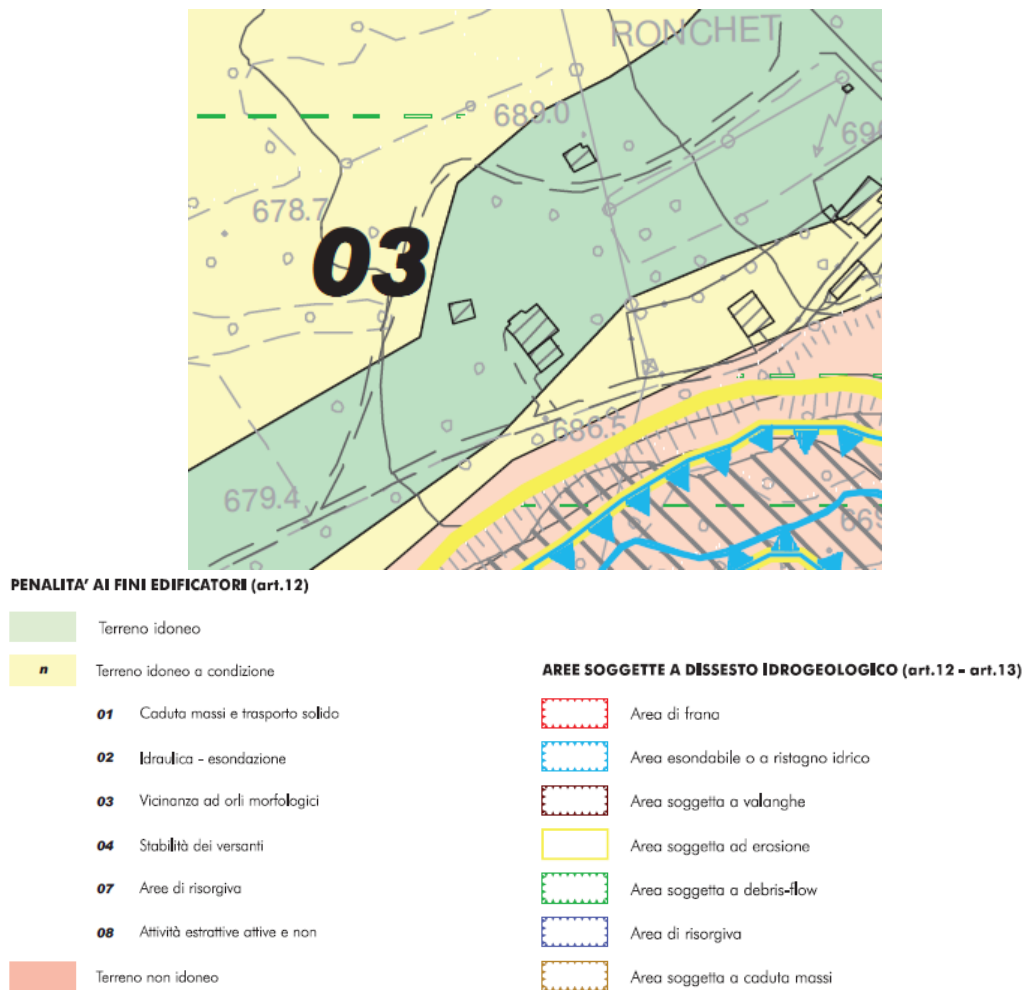 RONCHET
689.0
678.7
03
686.5
679.4
PENALITA' AI FINI EDIFICATORI (art.12)
Terreno idoneo
n Terreno idoneo a condizione
01 Caduta massi e trasporto solido
02 Idraulica - esondazione
03 Vicinanza ad orli morfologici
04 Stabilità dei versanti
07 Aree di risorgiva
08 Attività estrattive attive e non
Terreno non idoneo
AREE SOGGETTE A DISSESTO IDROGEOLOGICO (art.12 - art.13)
Area di frana
Area esondabile o a ristagno idrico
Area soggetta a valanghe
Area soggetta ad erosione
Area soggetta a debris-flow
Area di risorgiva
Area soggetta a caduta massi